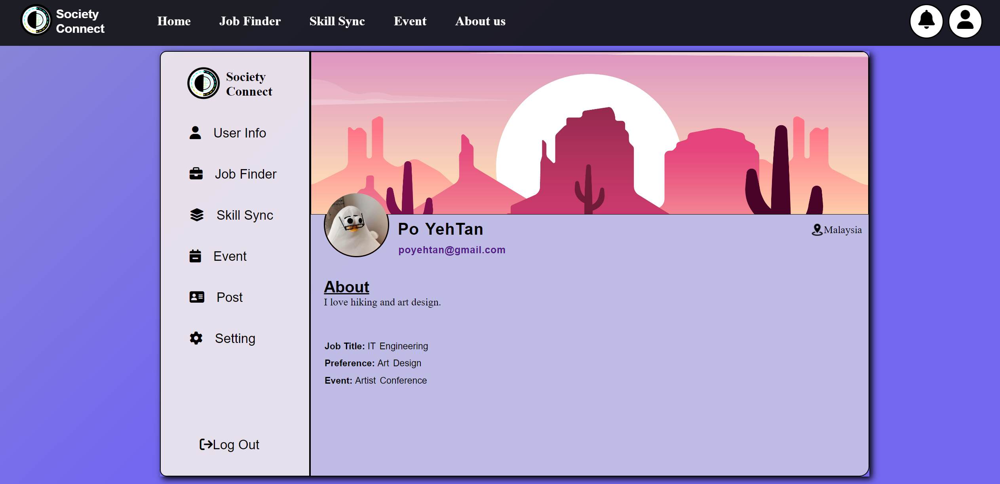 Society
Connect
Home
Job Finder
Skill Sync
Event
About us
Society
Connect
User Info
Job Finder
Skill Sync
Event
Post
Setting
Log Out
Po YehTan
Malaysia
poyehtan@gmail.com
About
I love hiking and art design.
Job Title: IT Engineering
Preference: Art Design
Event: Artist Conference